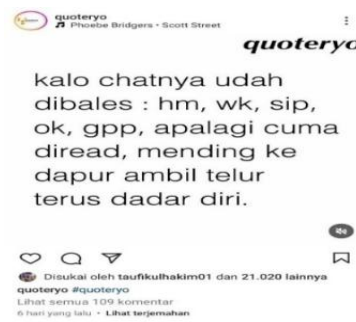 quoteryo
Phoebe Bridgers • Scott Street
quoteryo
kalo chatnya udah
dibales : hm, wk, sip,
ok, gpp, apalagi cuma
diread, mending ke
dapur ambil telur
terus dadar diri.
Disukai oleh taufikulhakim01 dan 21.020 lainnya
quoteryo #quoteryo
Lihat semua 109 komentar
6 hari yang lalu • Lihat terjemahan